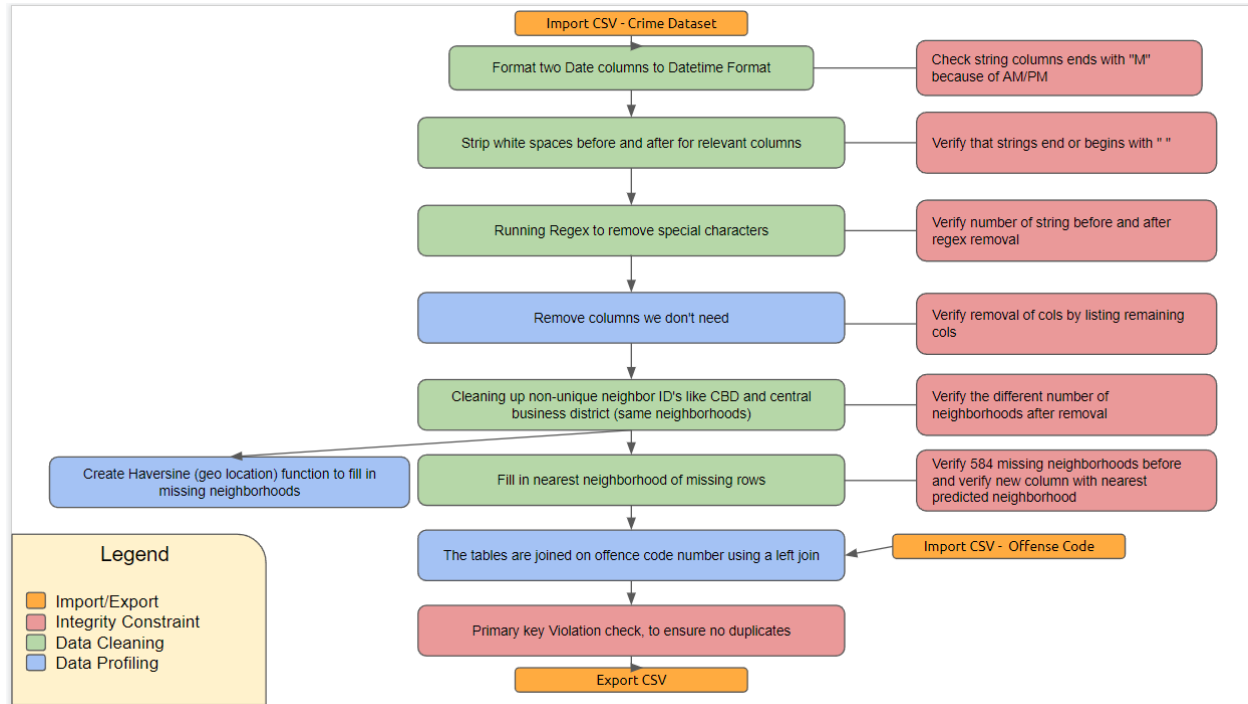 Import CSV - Crime Dataset
Format two Date columns to Datetime Format
Check string columns ends with "M"
because of AM/PM
Strip white spaces before and after for relevant columns
Verify that strings end or begins with " "
Running Regex to remove special characters
Verify number of string before and after
regex removal
Remove columns we don't need
Verify removal of cols by listing remaining
cols
Cleaning up non-unique neighbor ID's like CBD and central
business district (same neighborhoods)
Verify the different number of
neighborhoods after removal
Create Haversine (geo location) function to fill in
missing neighborhoods
Fill in nearest neighborhood of missing rows
Verify 584 missing neighborhoods before
and verify new column with nearest
predicted neighborhood
The tables are joined on offence code number using a left join
Import CSV - Offense Code
Primary key Violation check, to ensure no duplicates
Export CSV
Legend
Import/Export
Integrity Constraint
Data Cleaning
Data Profiling